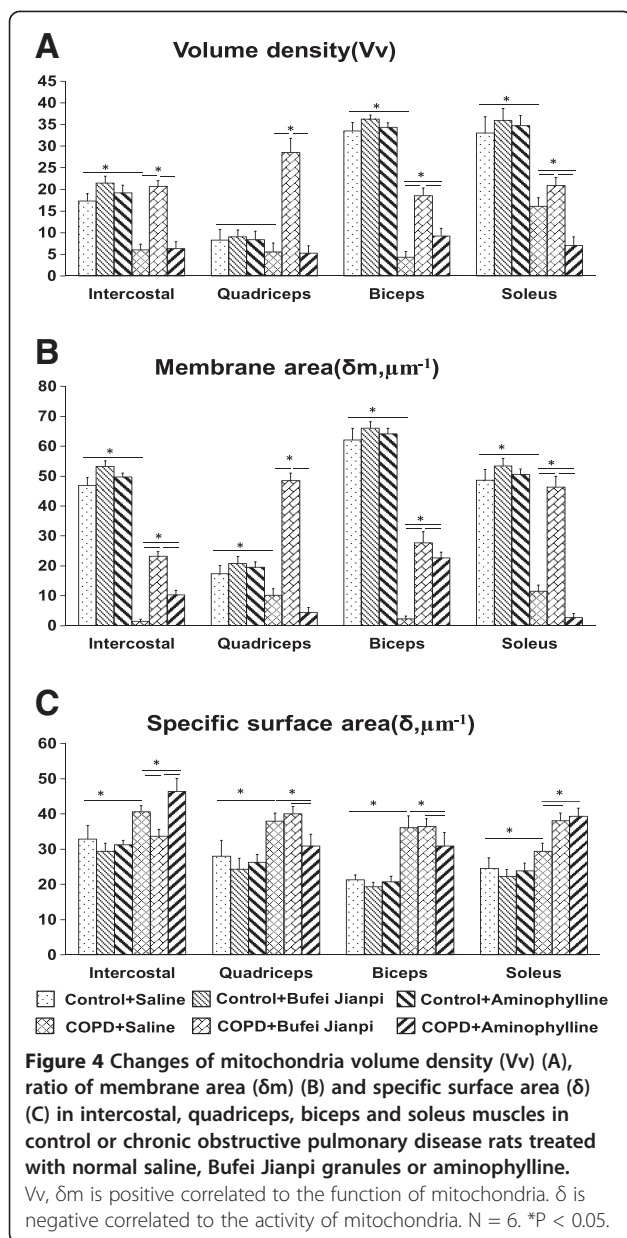 A
Volume density(Vv)
45
40
35
30
25
20
15
10
5
0
* * * * * * *
Intercostal Quadriceps Biceps Soleus
B
Membrane area(δm,µm⁻¹)
80
70
60
50
40
30
20
10
0
* * * * * * * *
Intercostal Quadriceps Biceps Soleus
C
Specific surface area(δ,µm⁻¹)
60
50
40
30
20
10
0
* * * * * * * *
Intercostal Quadriceps Biceps Soleus
Control+Saline Control+Bufei Jianpi Control+Aminophylline
COPD+Saline COPD+Bufei Jianpi COPD+Aminophylline
Figure 4 Changes of mitochondria volume density (Vv) (A),
ratio of membrane area (δm) (B) and specific surface area (δ)
(C) in intercostal, quadriceps, biceps and soleus muscles in
control or chronic obstructive pulmonary disease rats treated
with normal saline, Bufei Jianpi granules or aminophylline.
Vv, δm is positive correlated to the function of mitochondria. δ is
negative correlated to the activity of mitochondria. N = 6. *P < 0.05.